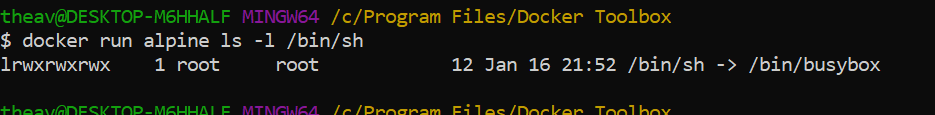 theav@DESKTOP-M6HHALF MINGW64 /c/Program Files/Docker Toolbox
$ docker run alpine ls -l /bin/sh
lrwxrwxrwx    1 root     root            12 Jan 16 21:52 /bin/sh -> /bin/busybox

theav@DESKTOP-M6HHALF MINGW64 /c/Program Files/Docker Toolbox